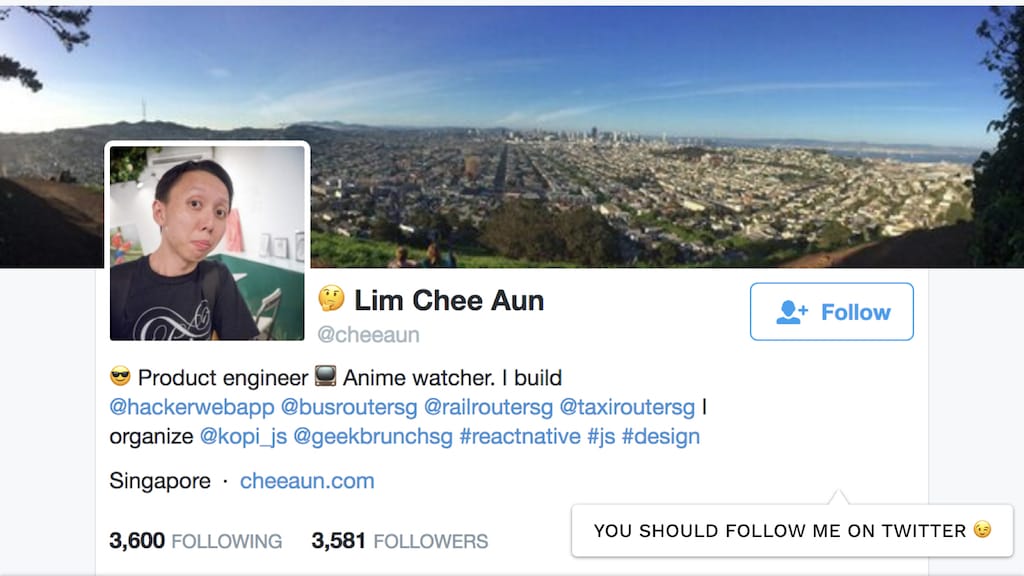 🤔 Lim Chee Aun
@cheeaun
Follow
😎 Product engineer 📺 Anime watcher. I build
@hackerwebapp @busroutersg @railroutersg @taxiroutersg I
organize @kopi_js @geekbrunchsg #reactnative #js #design
Singapore · cheeaun.com
3,600 FOLLOWING 3,581 FOLLOWERS
YOU SHOULD FOLLOW ME ON TWITTER 😉